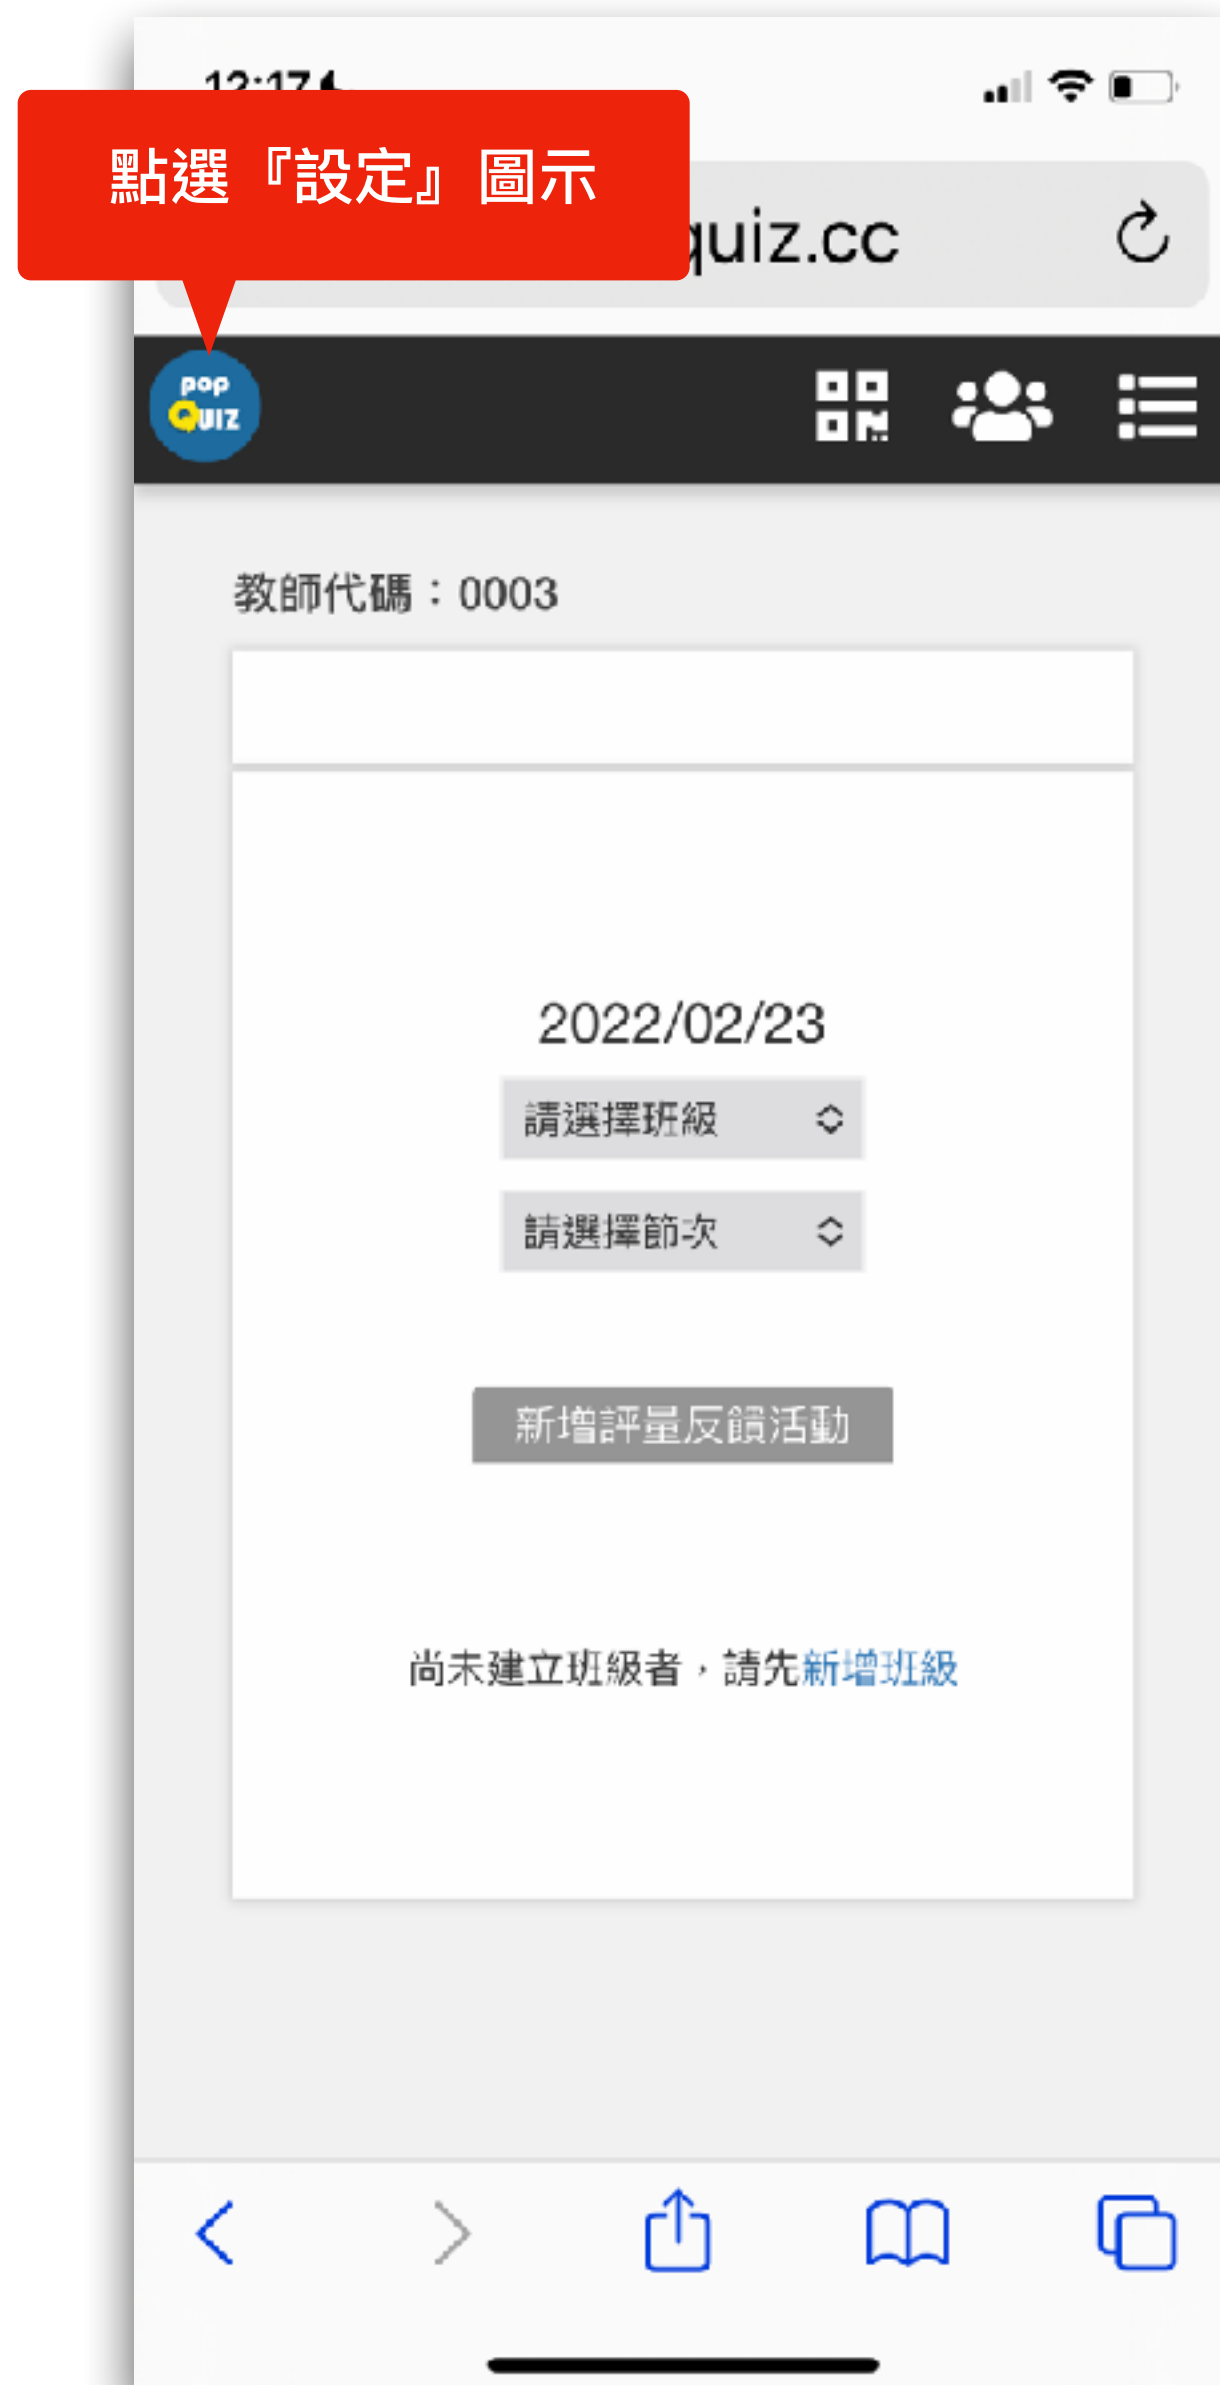 12:17
點選『設定』圖示
quiz.cc
pop
Quiz
教師代碼：0003
2022/02/23
請選擇班級
請選擇節次
新增評量反饋活動
尚未建立班級者，請先新增班級